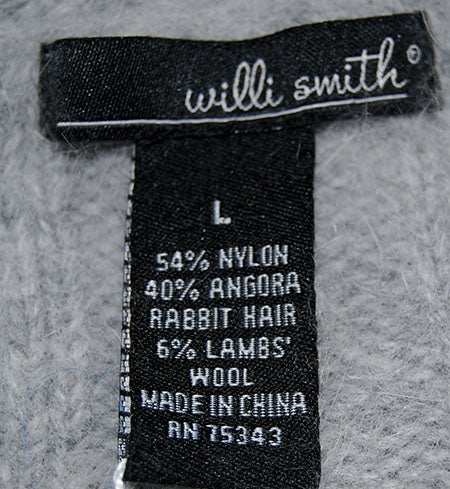 willi smith®
L
54% NYLON
40% ANGORA
RABBIT HAIR
6% LAMBS'
WOOL
MADE IN CHINA
RN 75343